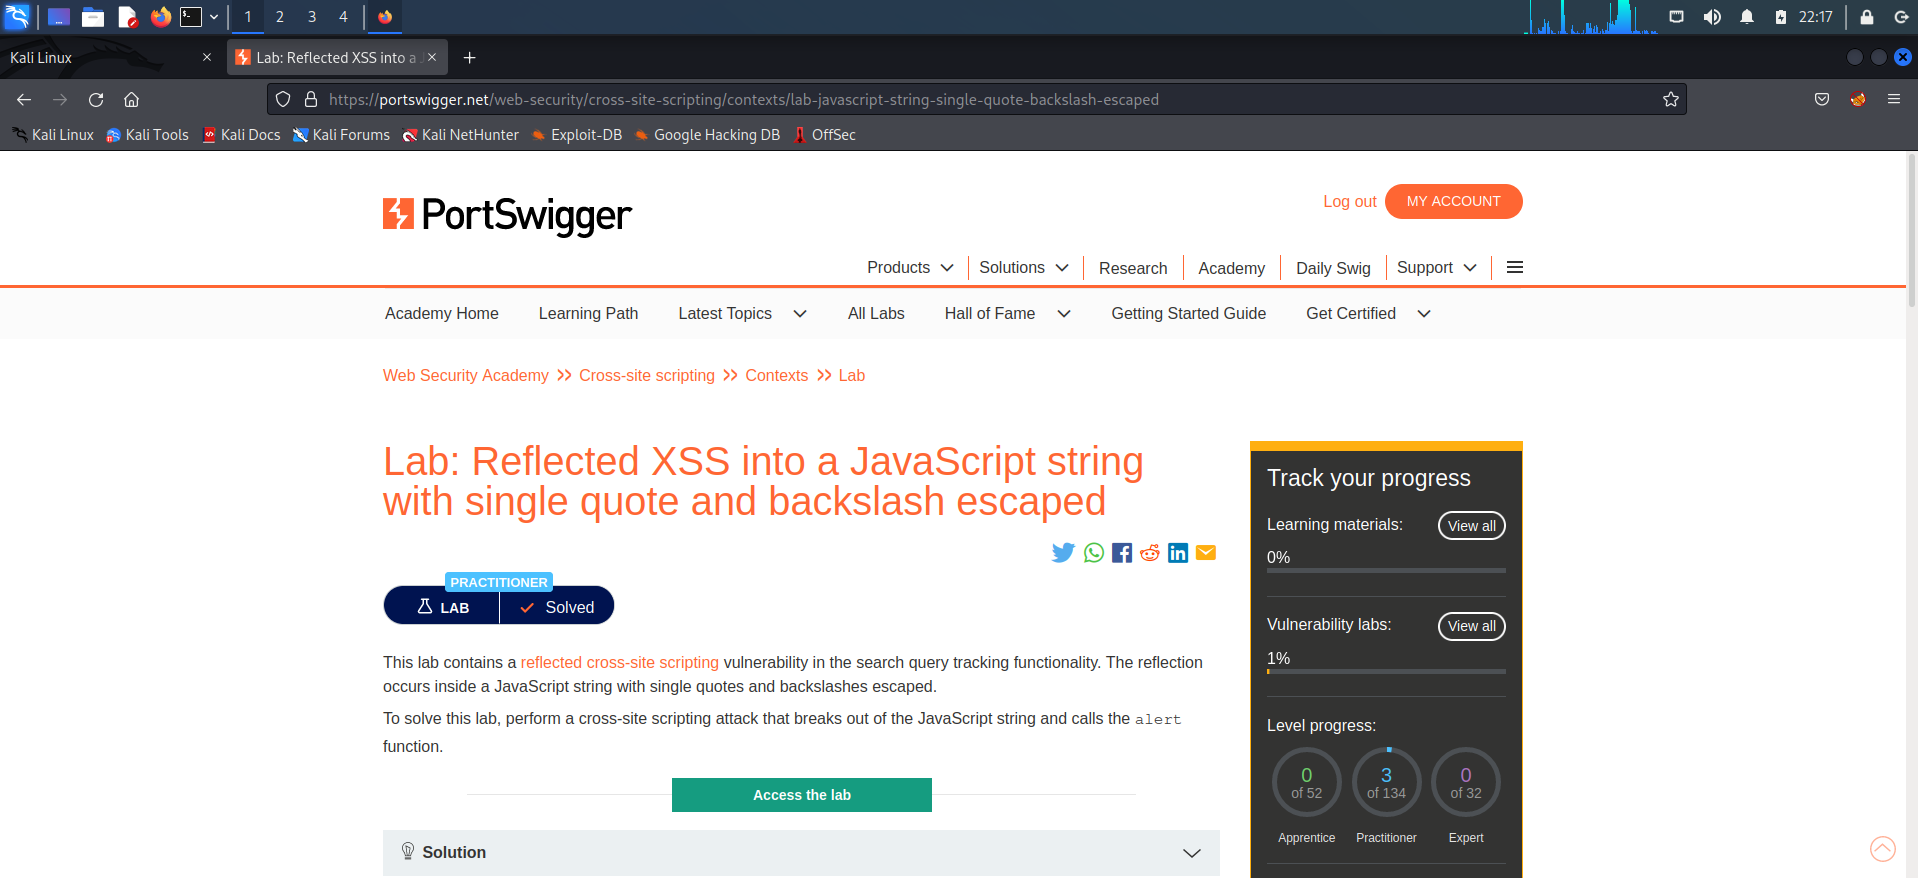 1 2 3 4 22:17
Kali Linux
Lab: Reflected XSS into a J
https://portswigger.net/web-security/cross-site-scripting/contexts/lab-javascript-string-single-quote-backslash-escaped
Kali Linux Kali Tools Kali Docs Kali Forums Kali NetHunter Exploit-DB Google Hacking DB OffSec
PortSwigger
Log out MY ACCOUNT
Products Solutions Research Academy Daily Swig Support
Academy Home Learning Path Latest Topics All Labs Hall of Fame Getting Started Guide Get Certified
Web Security Academy Cross-site scripting Contexts Lab
Lab: Reflected XSS into a JavaScript string
with single quote and backslash escaped
PRACTITIONER
LAB Solved
This lab contains a reflected cross-site scripting vulnerability in the search query tracking functionality. The reflection
occurs inside a JavaScript string with single quotes and backslashes escaped.
To solve this lab, perform a cross-site scripting attack that breaks out of the JavaScript string and calls the alert
function.
Access the lab
Solution
Track your progress
Learning materials: View all
0%
Vulnerability labs: View all
1%
Level progress:
0 3 0
of 52 of 134 of 32
Apprentice Practitioner Expert